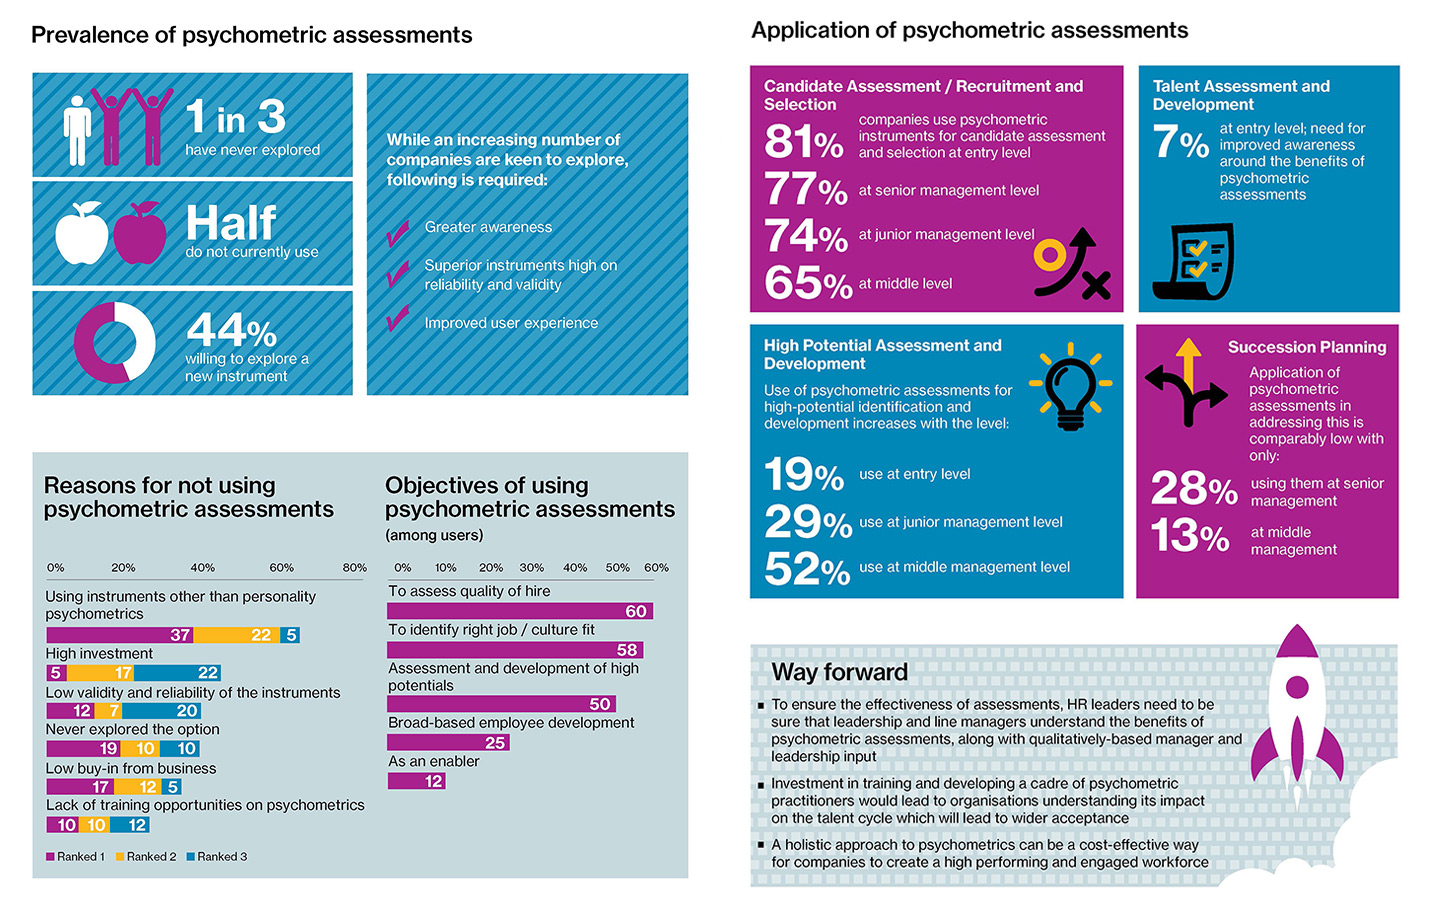 Prevalence of psychometric assessments
1 in 3
have never explored
Half
do not currently use
44%
willing to explore a
new instrument
While an increasing number of
companies are keen to explore,
following is required:
Greater awareness
Superior instruments high on
reliability and validity
Improved user experience
Reasons for not using
psychometric assessments
0% 20% 40% 60% 80%
Using instruments other than personality
psychometrics
37 22 5
High investment
5 17 22
Low validity and reliability of the instruments
12 7 20
Never explored the option
19 10 10
Low buy-in from business
17 12 5
Lack of training opportunities on psychometrics
10 10 12
Ranked 1 Ranked 2 Ranked 3
Objectives of using
psychometric assessments
(among users)
0% 10% 20% 30% 40% 50% 60%
To assess quality of hire
60
To identify right job / culture fit
58
Assessment and development of high
potentials
50
Broad-based employee development
25
As an enabler
12
Application of psychometric assessments
Candidate Assessment / Recruitment and
Selection
81%
companies use psychometric
instruments for candidate assessment
and selection at entry level
77% at senior management level
74% at junior management level
65% at middle level
Talent Assessment and
Development
7%
at entry level; need for
improved awareness
around the benefits of
psychometric
assessments
High Potential Assessment and
Development
Use of psychometric assessments for
high-potential identification and
development increases with the level:
19% use at entry level
29% use at junior management level
52% use at middle management level
Succession Planning
Application of
psychometric
assessments in
addressing this is
comparably low with
only:
28% using them at senior
management
13% at middle
management
Way forward
To ensure the effectiveness of assessments, HR leaders need to be
sure that leadership and line managers understand the benefits of
psychometric assessments, along with qualitatively-based manager and
leadership input
Investment in training and developing a cadre of psychometric
practitioners would lead to organisations understanding its impact
on the talent cycle which will lead to wider acceptance
A holistic approach to psychometrics can be a cost-effective way
for companies to create a high performing and engaged workforce